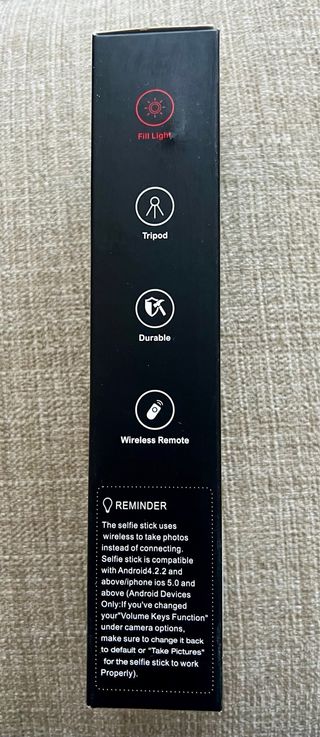 Fill Light
Tripod
Durable
Wireless Remote
REMINDER
The selfie stick uses
wireless to take photos
instead of connecting.
Selfie stick is compatible
with Android4.2.2 and
above/iphone ios 5.0 and
above (Android Devices
Only:If you've changed
your"Volume Keys Function"
under camera options,
make sure to change it back
to default or "Take Pictures"
for the selfie stick to work
Properly).